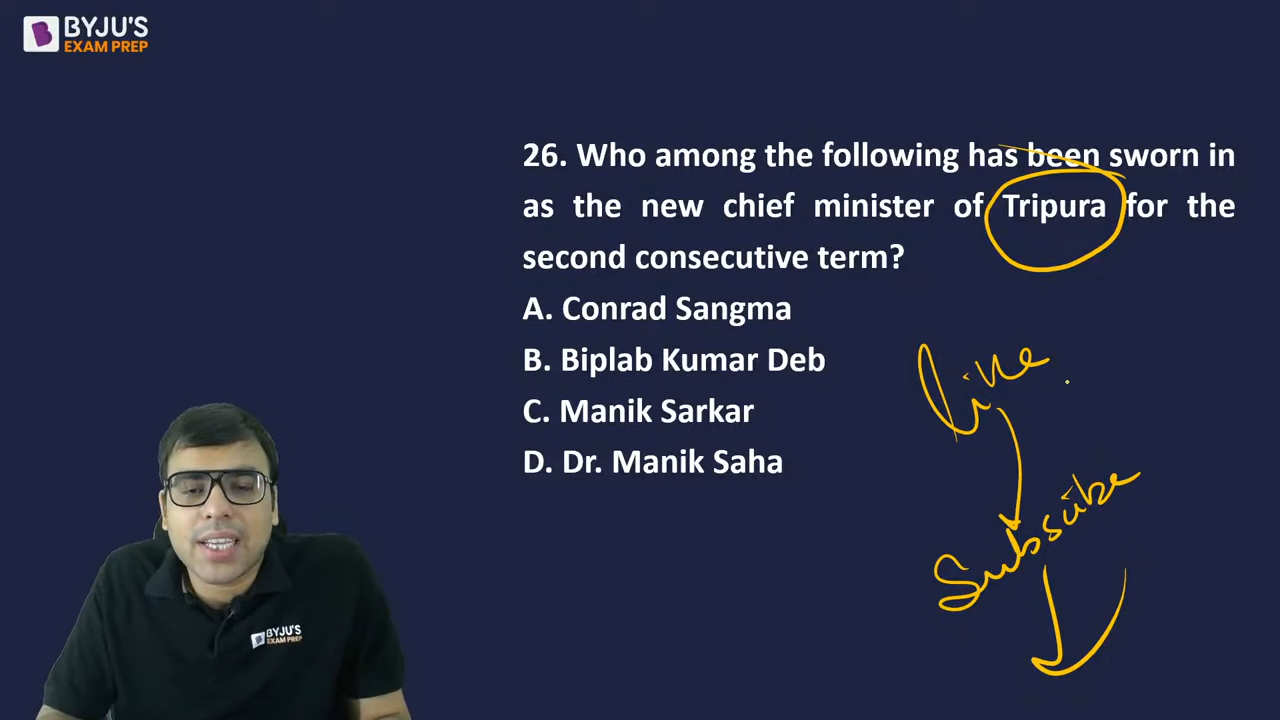 BYJU'S
EXAM PREP
26. Who among the following has been sworn in
as the new chief minister of Tripura for the
second consecutive term?
A. Conrad Sangma
B. Biplab Kumar Deb
C. Manik Sarkar
D. Dr. Manik Saha
like
Subscribe
BYJU'S
EXAM PREP